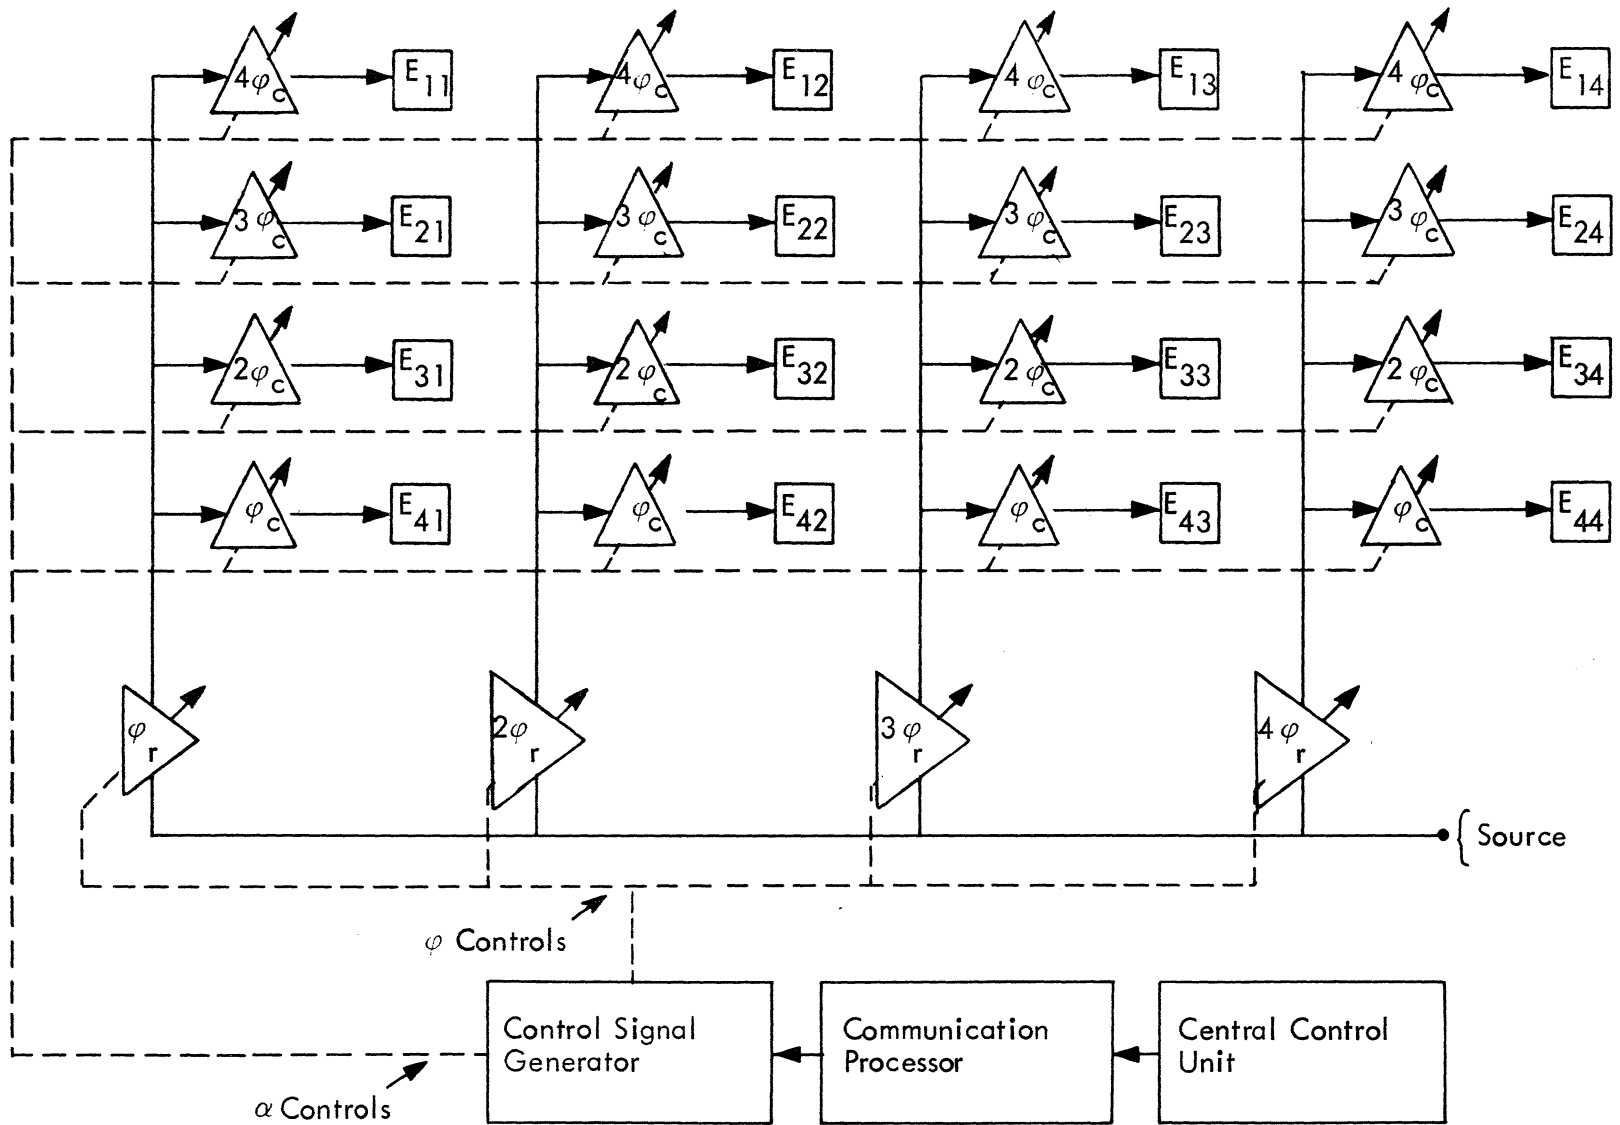 4φc E11 4φc E12 4φc E13 4φc E14
3φc E21 3φc E22 3φc E23 3φc E24
2φc E31 2φc E32 2φc E33 2φc E34
φc E41 φc E42 φc E43 φc E44
φr 2φr 3φr 4φr
Source
φ Controls
Control Signal
Generator
Communication
Processor
Central Control
Unit
α Controls